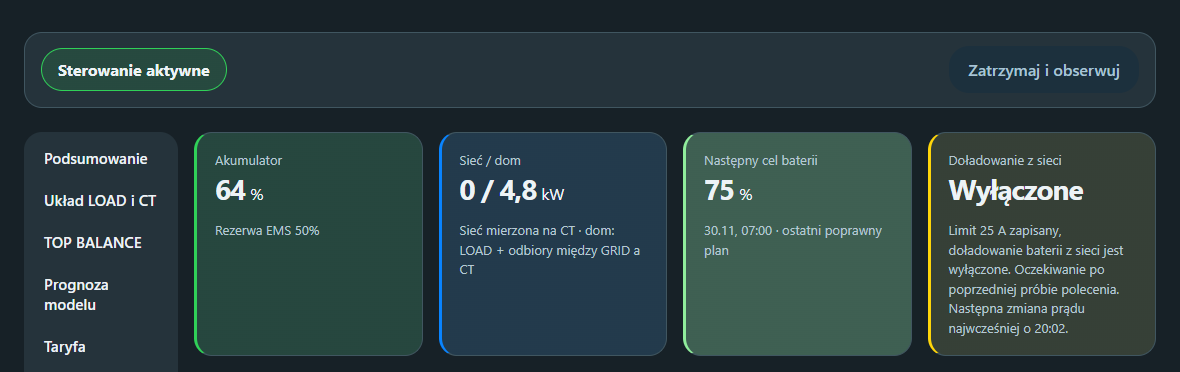 Sterowanie aktywne
Zatrzymaj i obserwuj
Podsumowanie
Układ LOAD i CT
TOP BALANCE
Prognoza
modelu
Taryfa
Akumulator
64 %
Rezerwa EMS 50%
Sieć / dom
0 / 4,8 kW
Sieć mierzona na CT · dom:
LOAD + odbiory między GRID a
CT
Następny cel baterii
75 %
30.11, 07:00 · ostatni poprawny
plan
Doładowanie z sieci
Wyłączone
Limit 25 A zapisany,
doładowanie baterii z sieci jest
wyłączone. Oczekiwanie po
poprzedniej próbie polecenia.
Następna zmiana prądu
najwcześniej o 20:02.